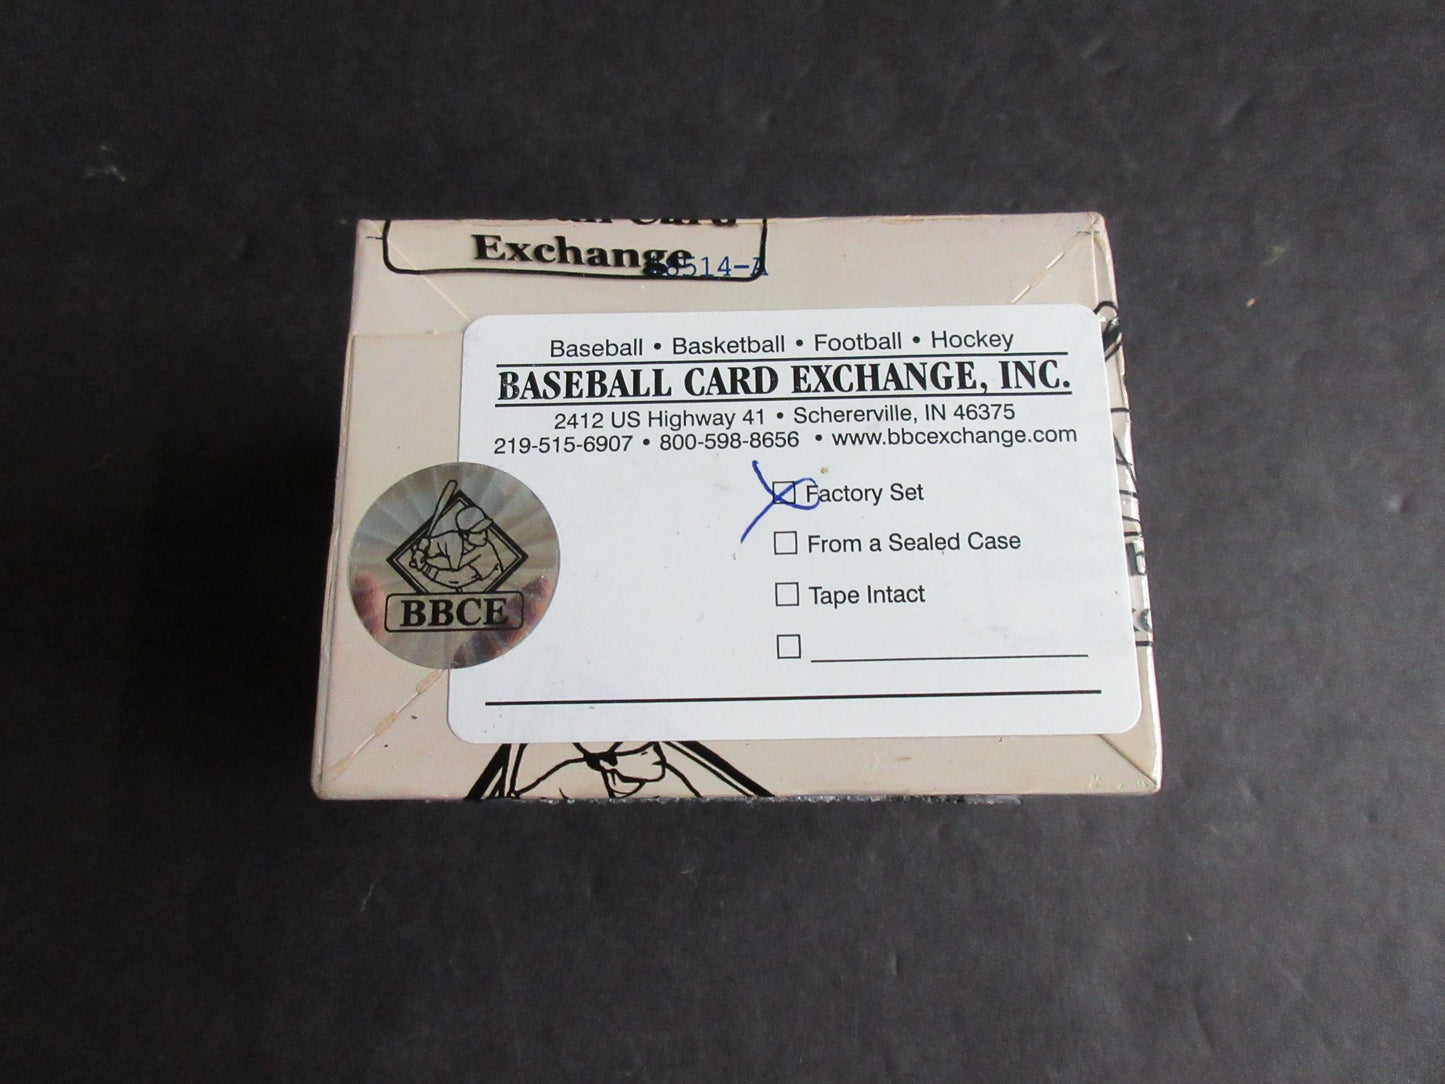 Exchange
Baseball • Basketball • Football • Hockey
BASEBALL CARD EXCHANGE, INC.
2412 US Highway 41 • Schererville, IN 46375
219-515-6907 • 800-598-8656 • www.bbcexchange.com
Factory Set
From a Sealed Case
Tape Intact
BBCE